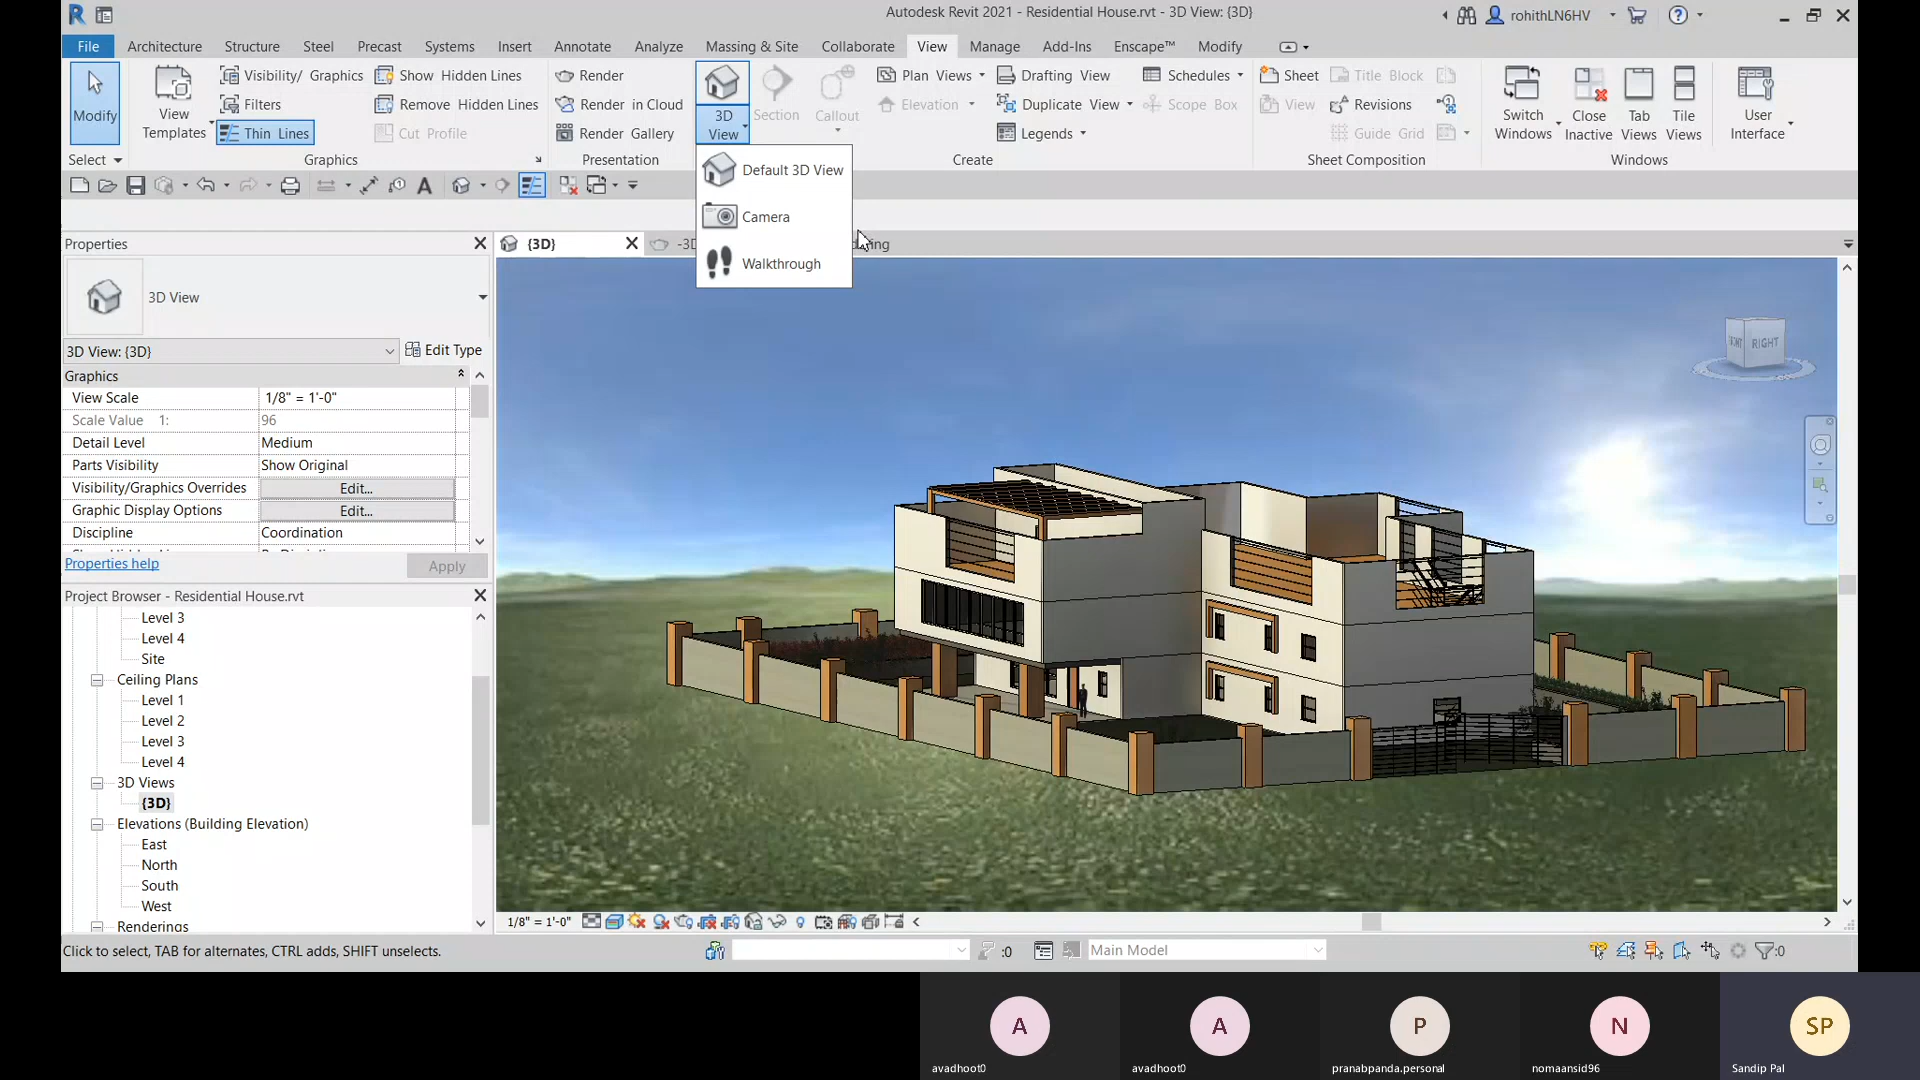 Autodesk Revit 2021 - Residential House.rvt - 3D View: {3D}
rohithLN6HV
File Architecture Structure Steel Precast Systems Insert Annotate Analyze Massing & Site Collaborate View Manage Add-Ins Enscape™ Modify
Modify
View Templates
Visibility/ Graphics
Filters
Thin Lines
Show Hidden Lines
Remove Hidden Lines
Cut Profile
Render
Render in Cloud
Render Gallery
3D View
Section
Callout
Plan Views
Elevation
Drafting View
Duplicate View
Legends
Schedules
Scope Box
Sheet
View
Title Block
Revisions
Guide Grid
Switch Windows
Close Inactive
Tab Views
Tile Views
User Interface
Select
Graphics
Presentation
Create
Sheet Composition
Windows
Default 3D View
Camera
Walkthrough
Properties
{3D}
3D View
3D View: {3D}
Edit Type
Graphics
View Scale 1/8" = 1'-0"
Scale Value 1: 96
Detail Level Medium
Parts Visibility Show Original
Visibility/Graphics Overrides Edit...
Graphic Display Options Edit...
Discipline Coordination
Properties help
Apply
Project Browser - Residential House.rvt
Level 3
Level 4
Site
Ceiling Plans
Level 1
Level 2
Level 3
Level 4
3D Views
{3D}
Elevations (Building Elevation)
East
North
South
West
Renderings
RIGHT
1/8" = 1'-0"
Click to select, TAB for alternates, CTRL adds, SHIFT unselects.
:0
Main Model
:0
A
A
P
N
SP
avadhoot0
avadhoot0
pranabpanda.personal
nomaansid96
Sandip Pal